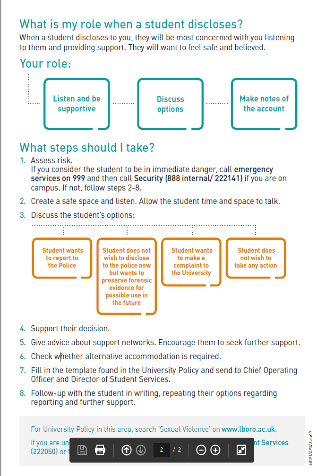 What is my role when a student discloses?
When a student discloses to you, they will be most concerned with you listening
to them and providing support. They will want to feel safe and believed.
Your role:
Listen and be
supportive
Discuss
options
Make notes of
the account
What steps should I take?
1. Assess risk.
If you consider the student to be in immediate danger, call emergency
services on 999 and then call Security (888 internal/ 222141) if you are on
campus. If not, follow steps 2-8.
2. Create a safe space and listen. Allow the student time and space to talk.
3. Discuss the student's options:
Student wants
to report to
the Police
Student does not
wish to disclose
to the police now
but wants to
preserve forensic
evidence for
possible use in
the future
Student wants
to make a
complaint to
the University
Student does
not wish to
take any action
4. Support their decision.
5. Give advice about support networks. Encourage them to seek further support.
6. Check whether alternative accommodation is required.
7. Fill in the template found in the University Policy and send to Chief Operating
Officer and Director of Student Services.
8. Follow-up with the student in writing, repeating their options regarding
reporting and further support.
For University Policy in this area, search 'Sexual Violence' on www.lboro.ac.uk.
If you are un
nt Services
(222050) or
2 / 2